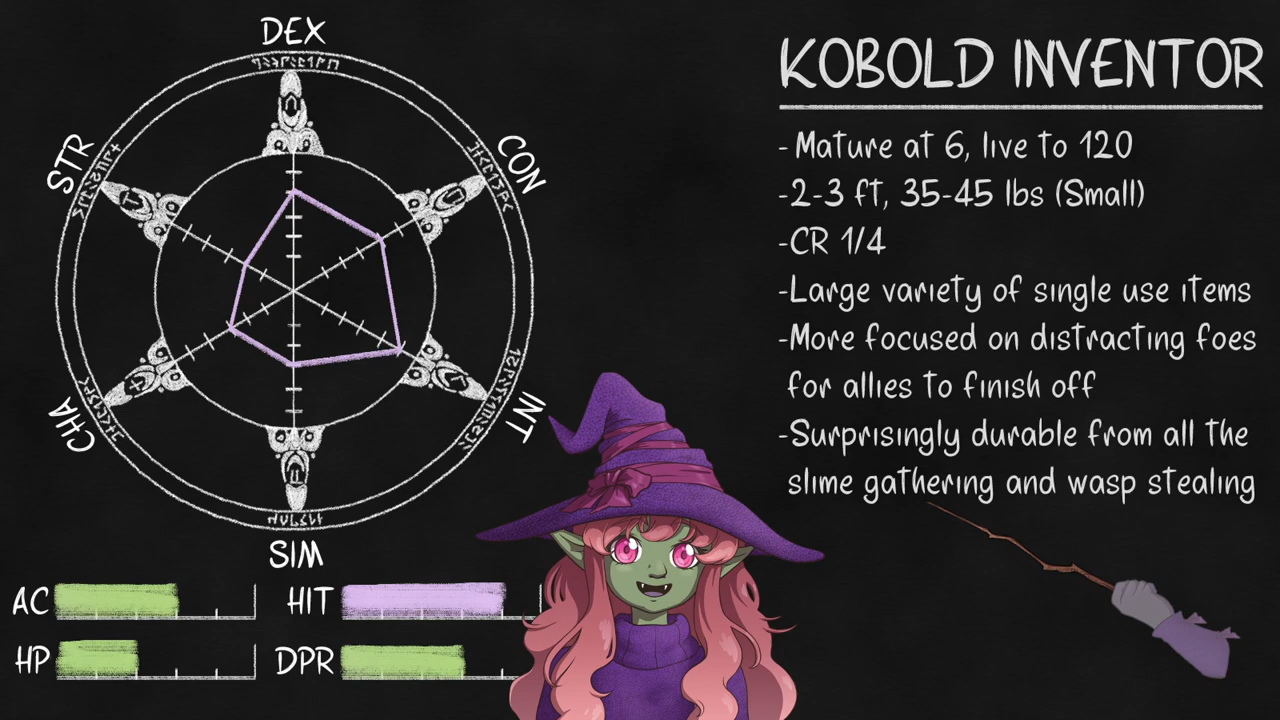 DEX
STR
CON
CHA
INT
SIM
AC
HIT
HP
DPR
KOBOLD INVENTOR
- Mature at 6, live to 120
-2-3 ft, 35-45 lbs (Small)
-CR 1/4
-Large variety of single use items
-More focused on distracting foes
for allies to finish off
-Surprisingly durable from all the
slime gathering and wasp stealing